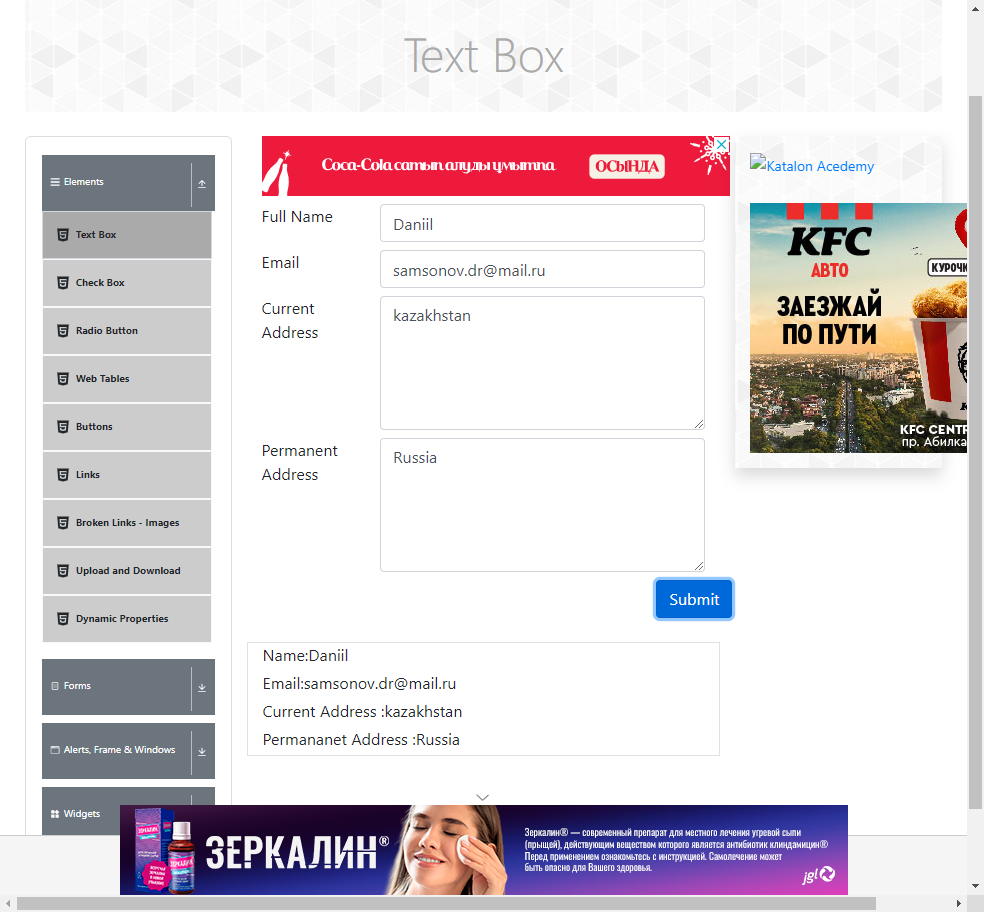 Text Box
Elements
Text Box
Check Box
Radio Button
Web Tables
Buttons
Links
Broken Links - Images
Upload and Download
Dynamic Properties
Forms
Alerts, Frame & Windows
Widgets
Coca-Cola сатып алуды ұмытпа
ОСЫНДА
Full Name
Daniil
Email
samsonov.dr@mail.ru
Current
Address
kazakhstan
Permanent
Address
Russia
Submit
Name:Daniil
Email:samsonov.dr@mail.ru
Current Address :kazakhstan
Permananet Address :Russia
Katalon Acedemy
KFC
АВТО
ЗАЕЗЖАЙ
ПО ПУТИ
КУРОЧК
KFC CENTR
пр. Абилка
ЗЕРКАЛИН®
Зеркалин® — современный препарат для местного лечения угревой сыпи
(прыщей), действующим веществом которого является антибиотик клиндамицин®
Перед применением ознакомьтесь с инструкцией. Самолечение может
быть опасно для Вашего здоровья.
jgl